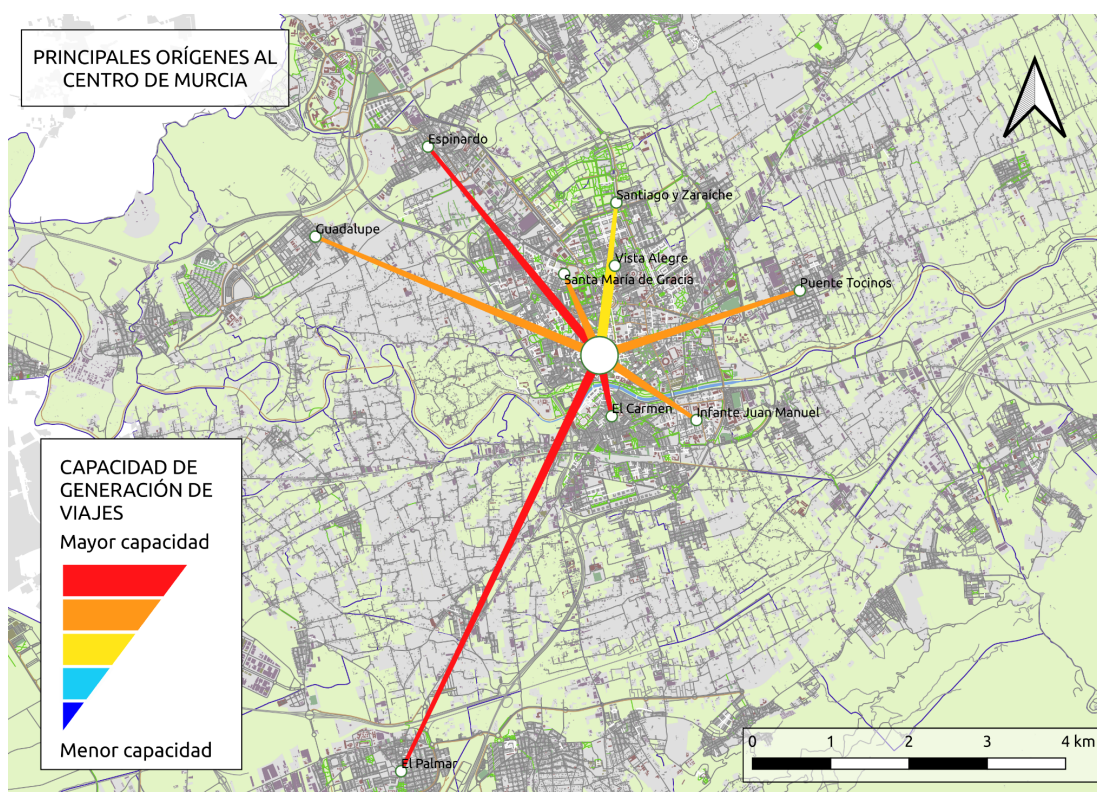 PRINCIPALES ORÍGENES AL
CENTRO DE MURCIA
Espinardo
Santiago y Zaraiche
Guadalupe
Vista Alegre
Santa María de Gracia
Puente Tocinos
El Carmen
Infante Juan Manuel
CAPACIDAD DE
GENERACIÓN DE
VIAJES
Mayor capacidad
Menor capacidad
El Palmar
0 1 2 3 4 km